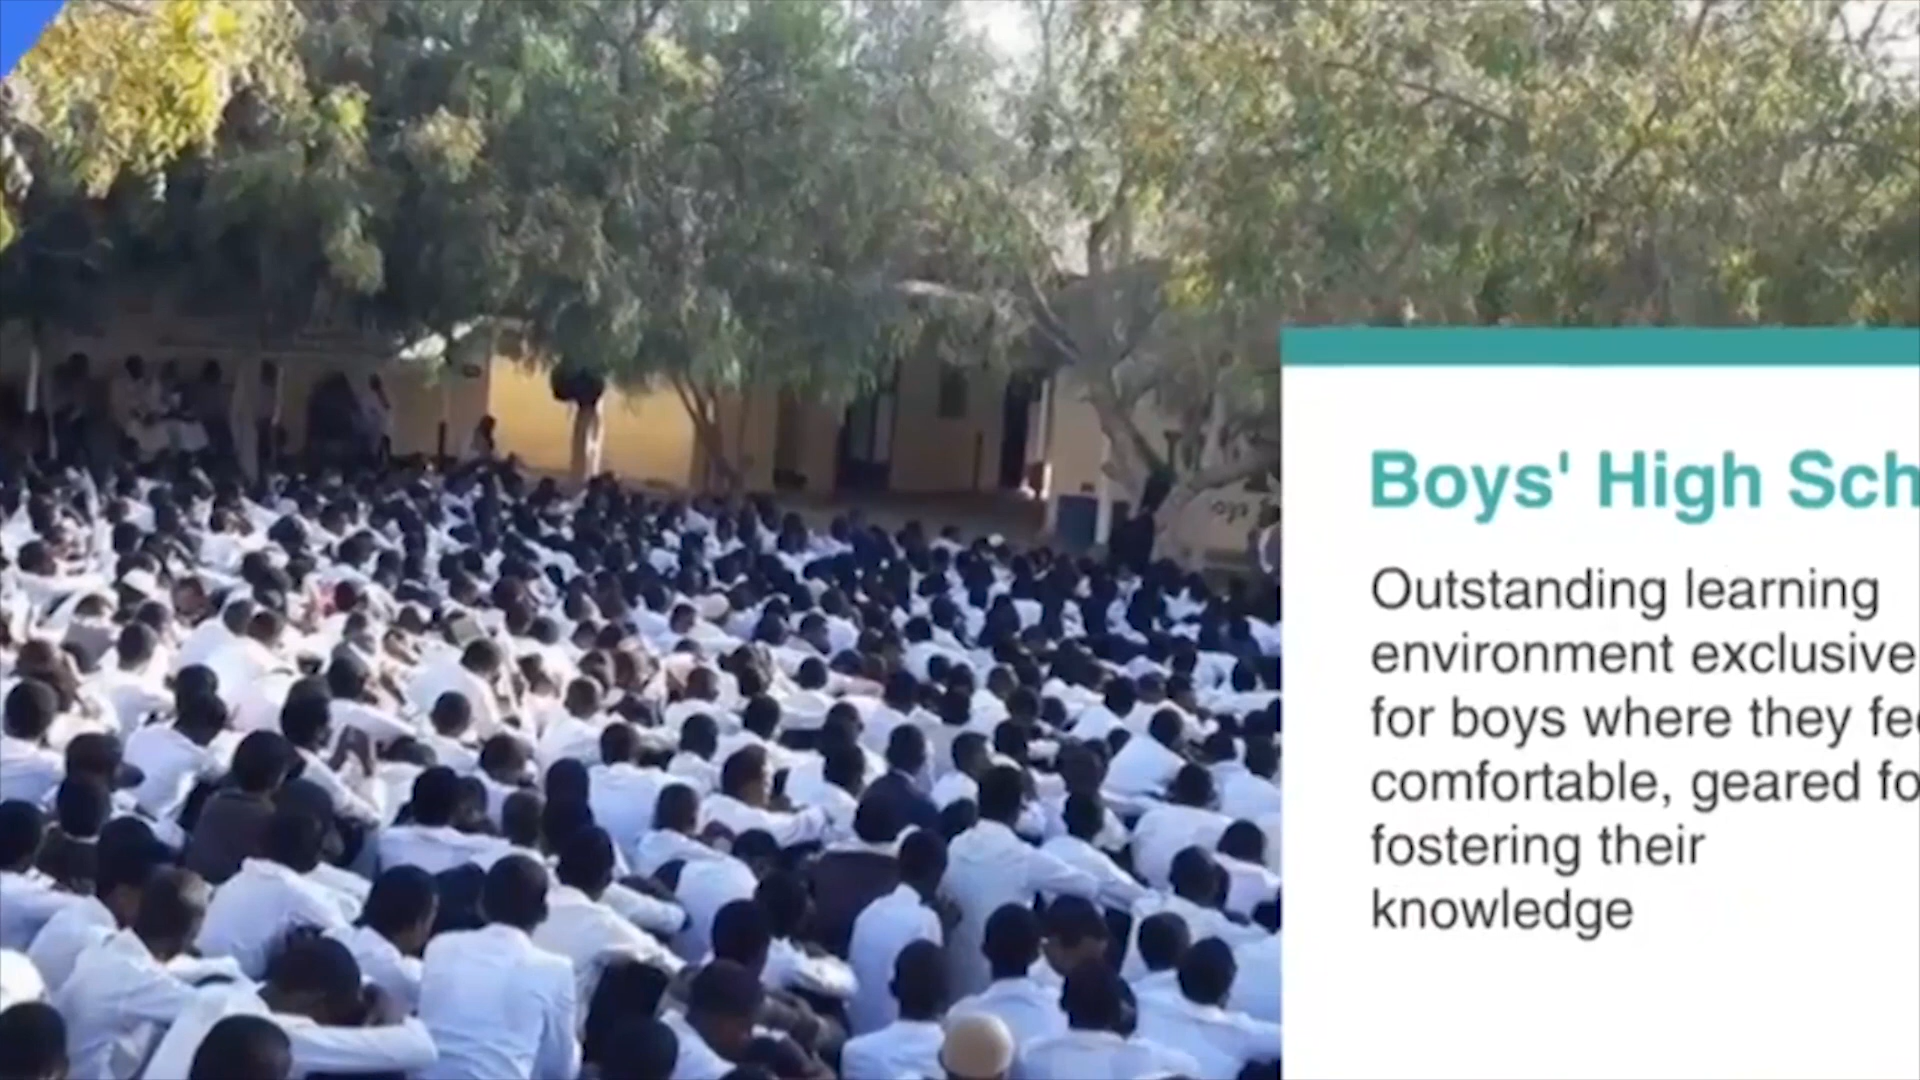 Boys' High Sch
Outstanding learning
environment exclusive
for boys where they fe
comfortable, geared fo
fostering their
knowledge